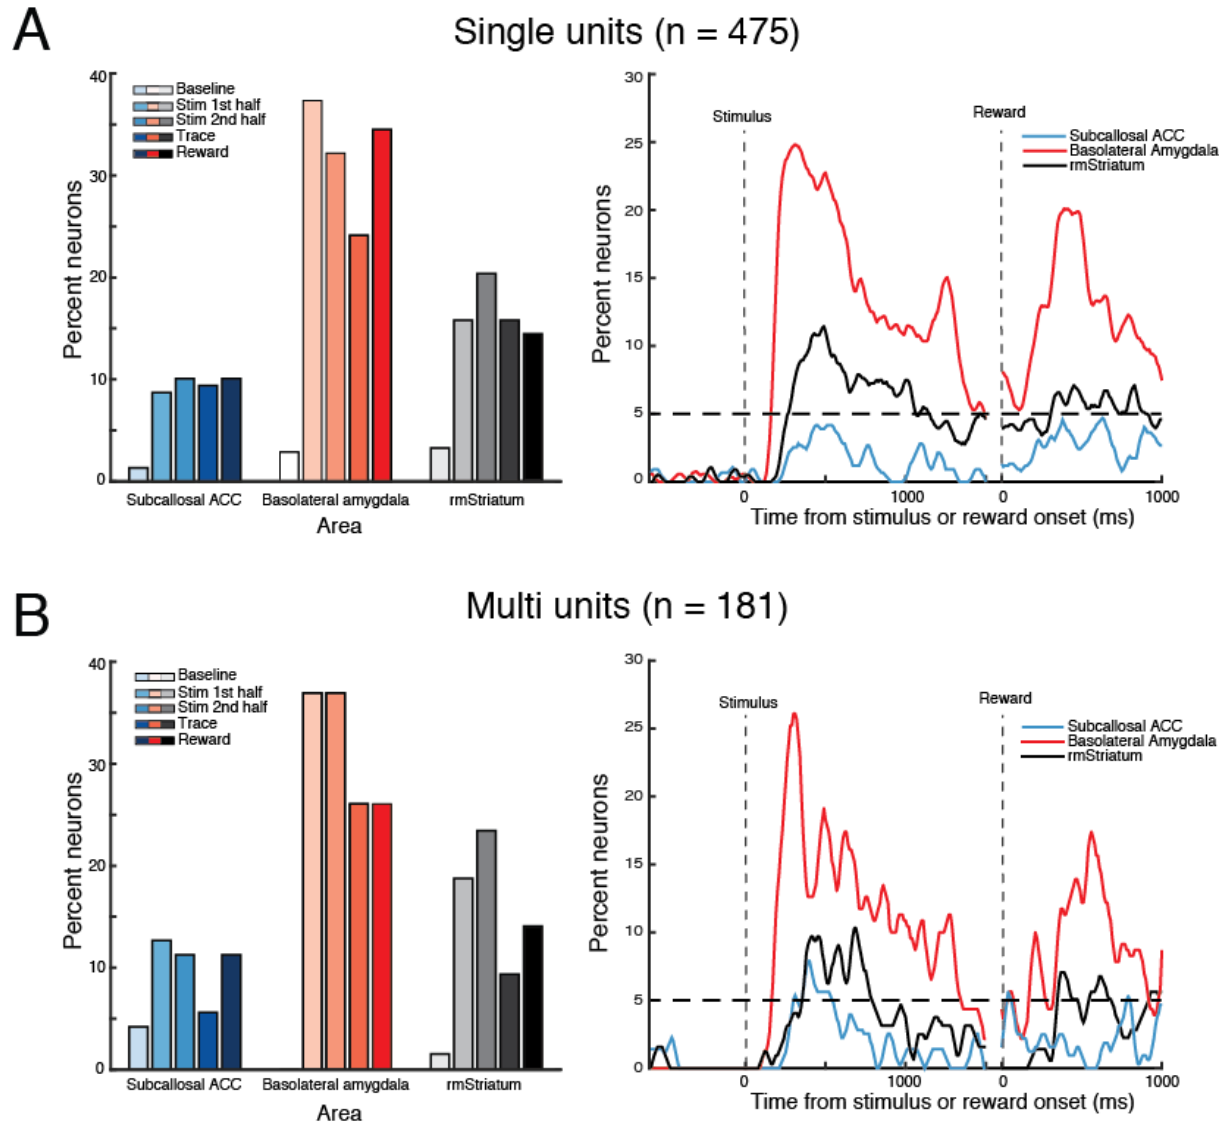 A
Single units (n = 475)
Percent neurons
40
30
20
10
0
Baseline
Stim 1st half
Stim 2nd half
Trace
Reward
Subcallosal ACC
Basolateral amygdala
rmStriatum
Area
Percent neurons
30
25
20
15
10
5
0
Stimulus
Reward
Subcallosal ACC
Basolateral Amygdala
rmStriatum
0
1000
0
1000
Time from stimulus or reward onset (ms)
B
Multi units (n = 181)
Percent neurons
40
30
20
10
0
Baseline
Stim 1st half
Stim 2nd half
Trace
Reward
Subcallosal ACC
Basolateral amygdala
rmStriatum
Area
Percent neurons
30
25
20
15
10
5
0
Stimulus
Reward
Subcallosal ACC
Basolateral Amygdala
rmStriatum
0
1000
0
1000
Time from stimulus or reward onset (ms)